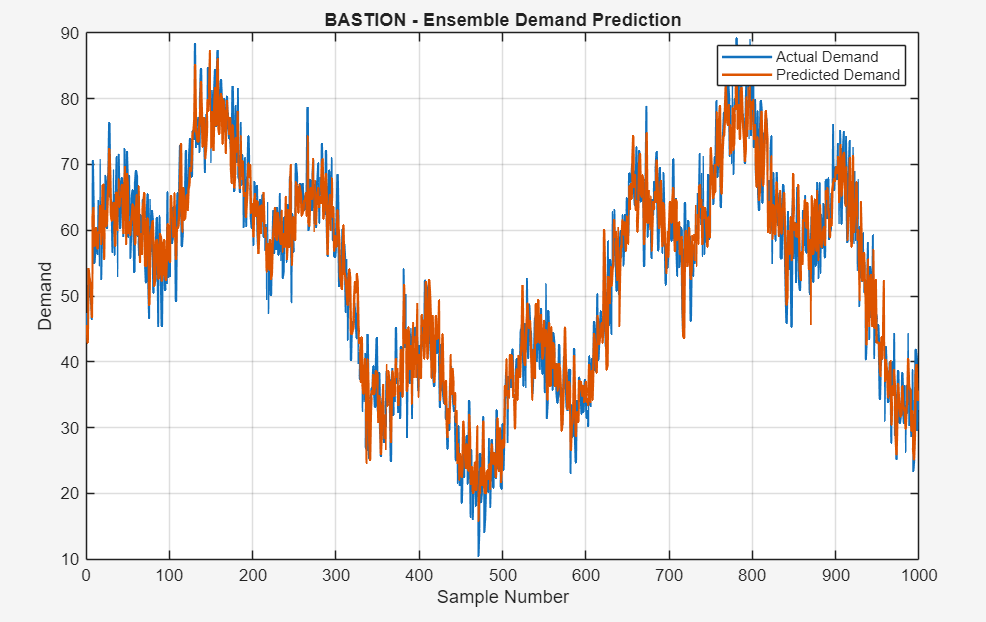 BASTION - Ensemble Demand Prediction
Actual Demand
Predicted Demand
90
80
70
60
50
40
30
20
10
Demand
0 100 200 300 400 500 600 700 800 900 1000
Sample Number